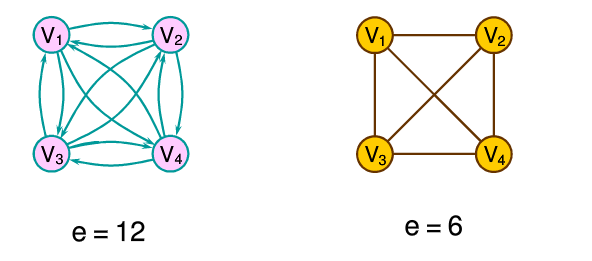 V₁ V₂ V₁ V₂
V₃ V₄ V₃ V₄
e = 12 e = 6